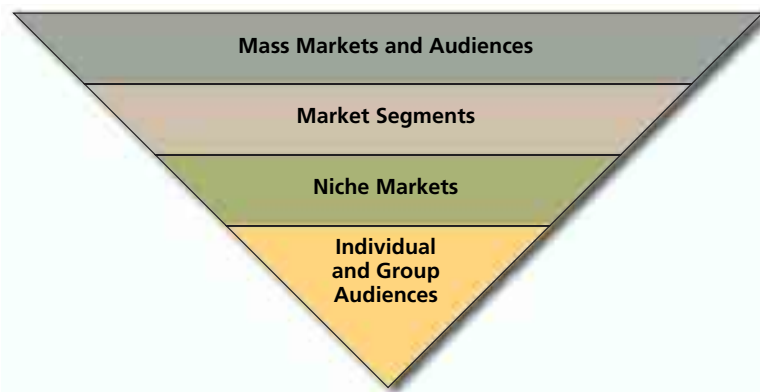 Mass Markets and Audiences
Market Segments
Niche Markets
Individual
and Group
Audiences